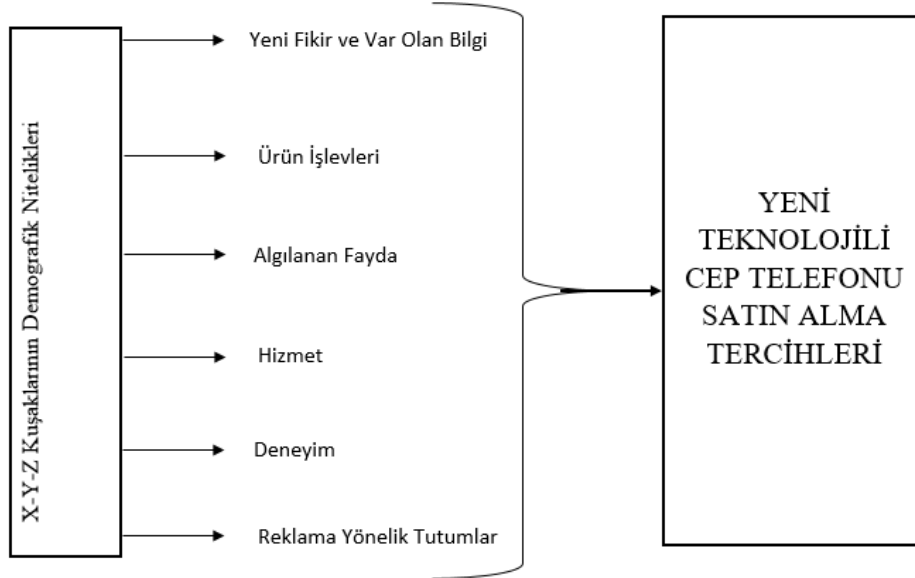 X-Y-Z Kuşaklarının Demografik Nitelikleri
Yeni Fikir ve Var Olan Bilgi
Ürün İşlevleri
Algılanan Fayda
Hizmet
Deneyim
Reklama Yönelik Tutumlar
YENİ
TEKNOLOJİLİ
CEP TELEFONU
SATIN ALMA
TERCİHLERİ